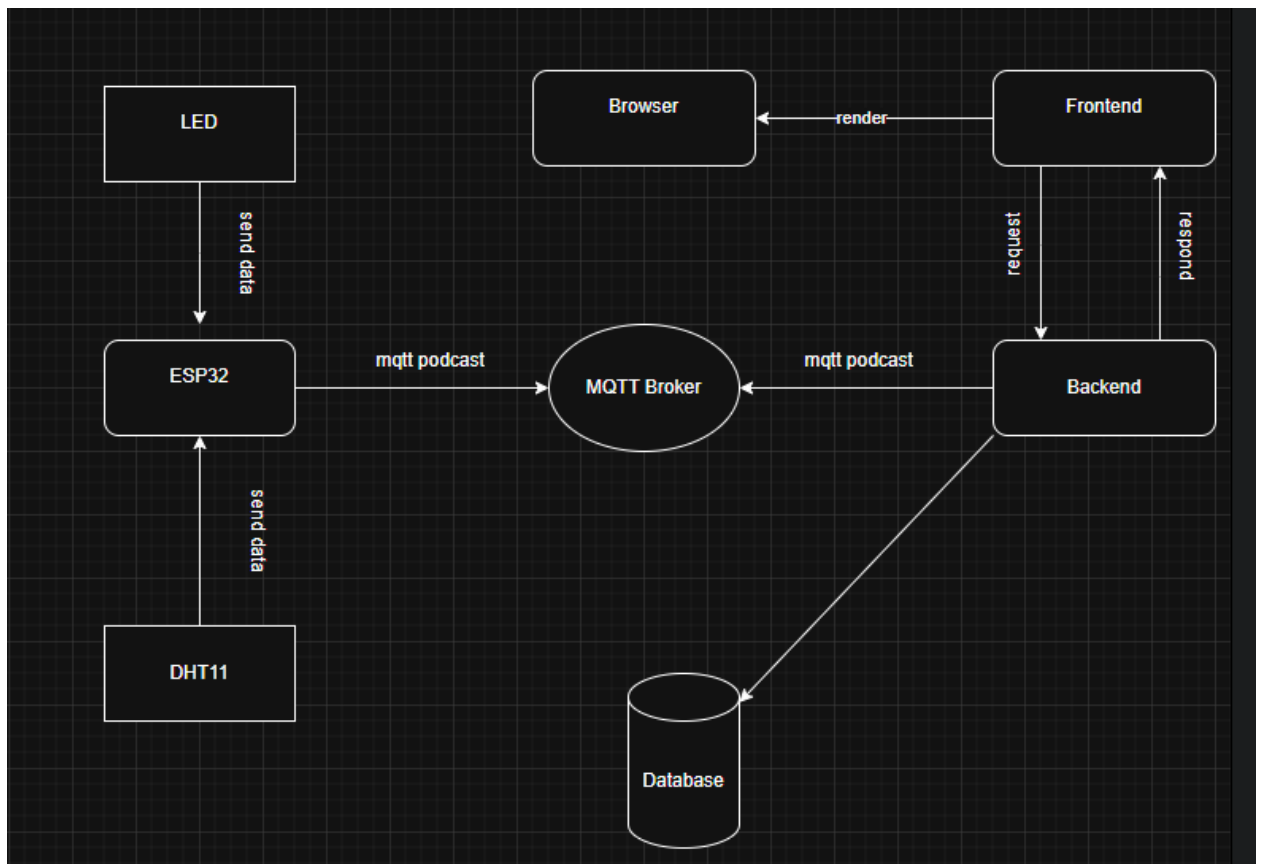 Browser
Frontend
LED
render
send data
request
respond
ESP32
mqtt podcast
MQTT Broker
mqtt podcast
Backend
send data
DHT11
Database